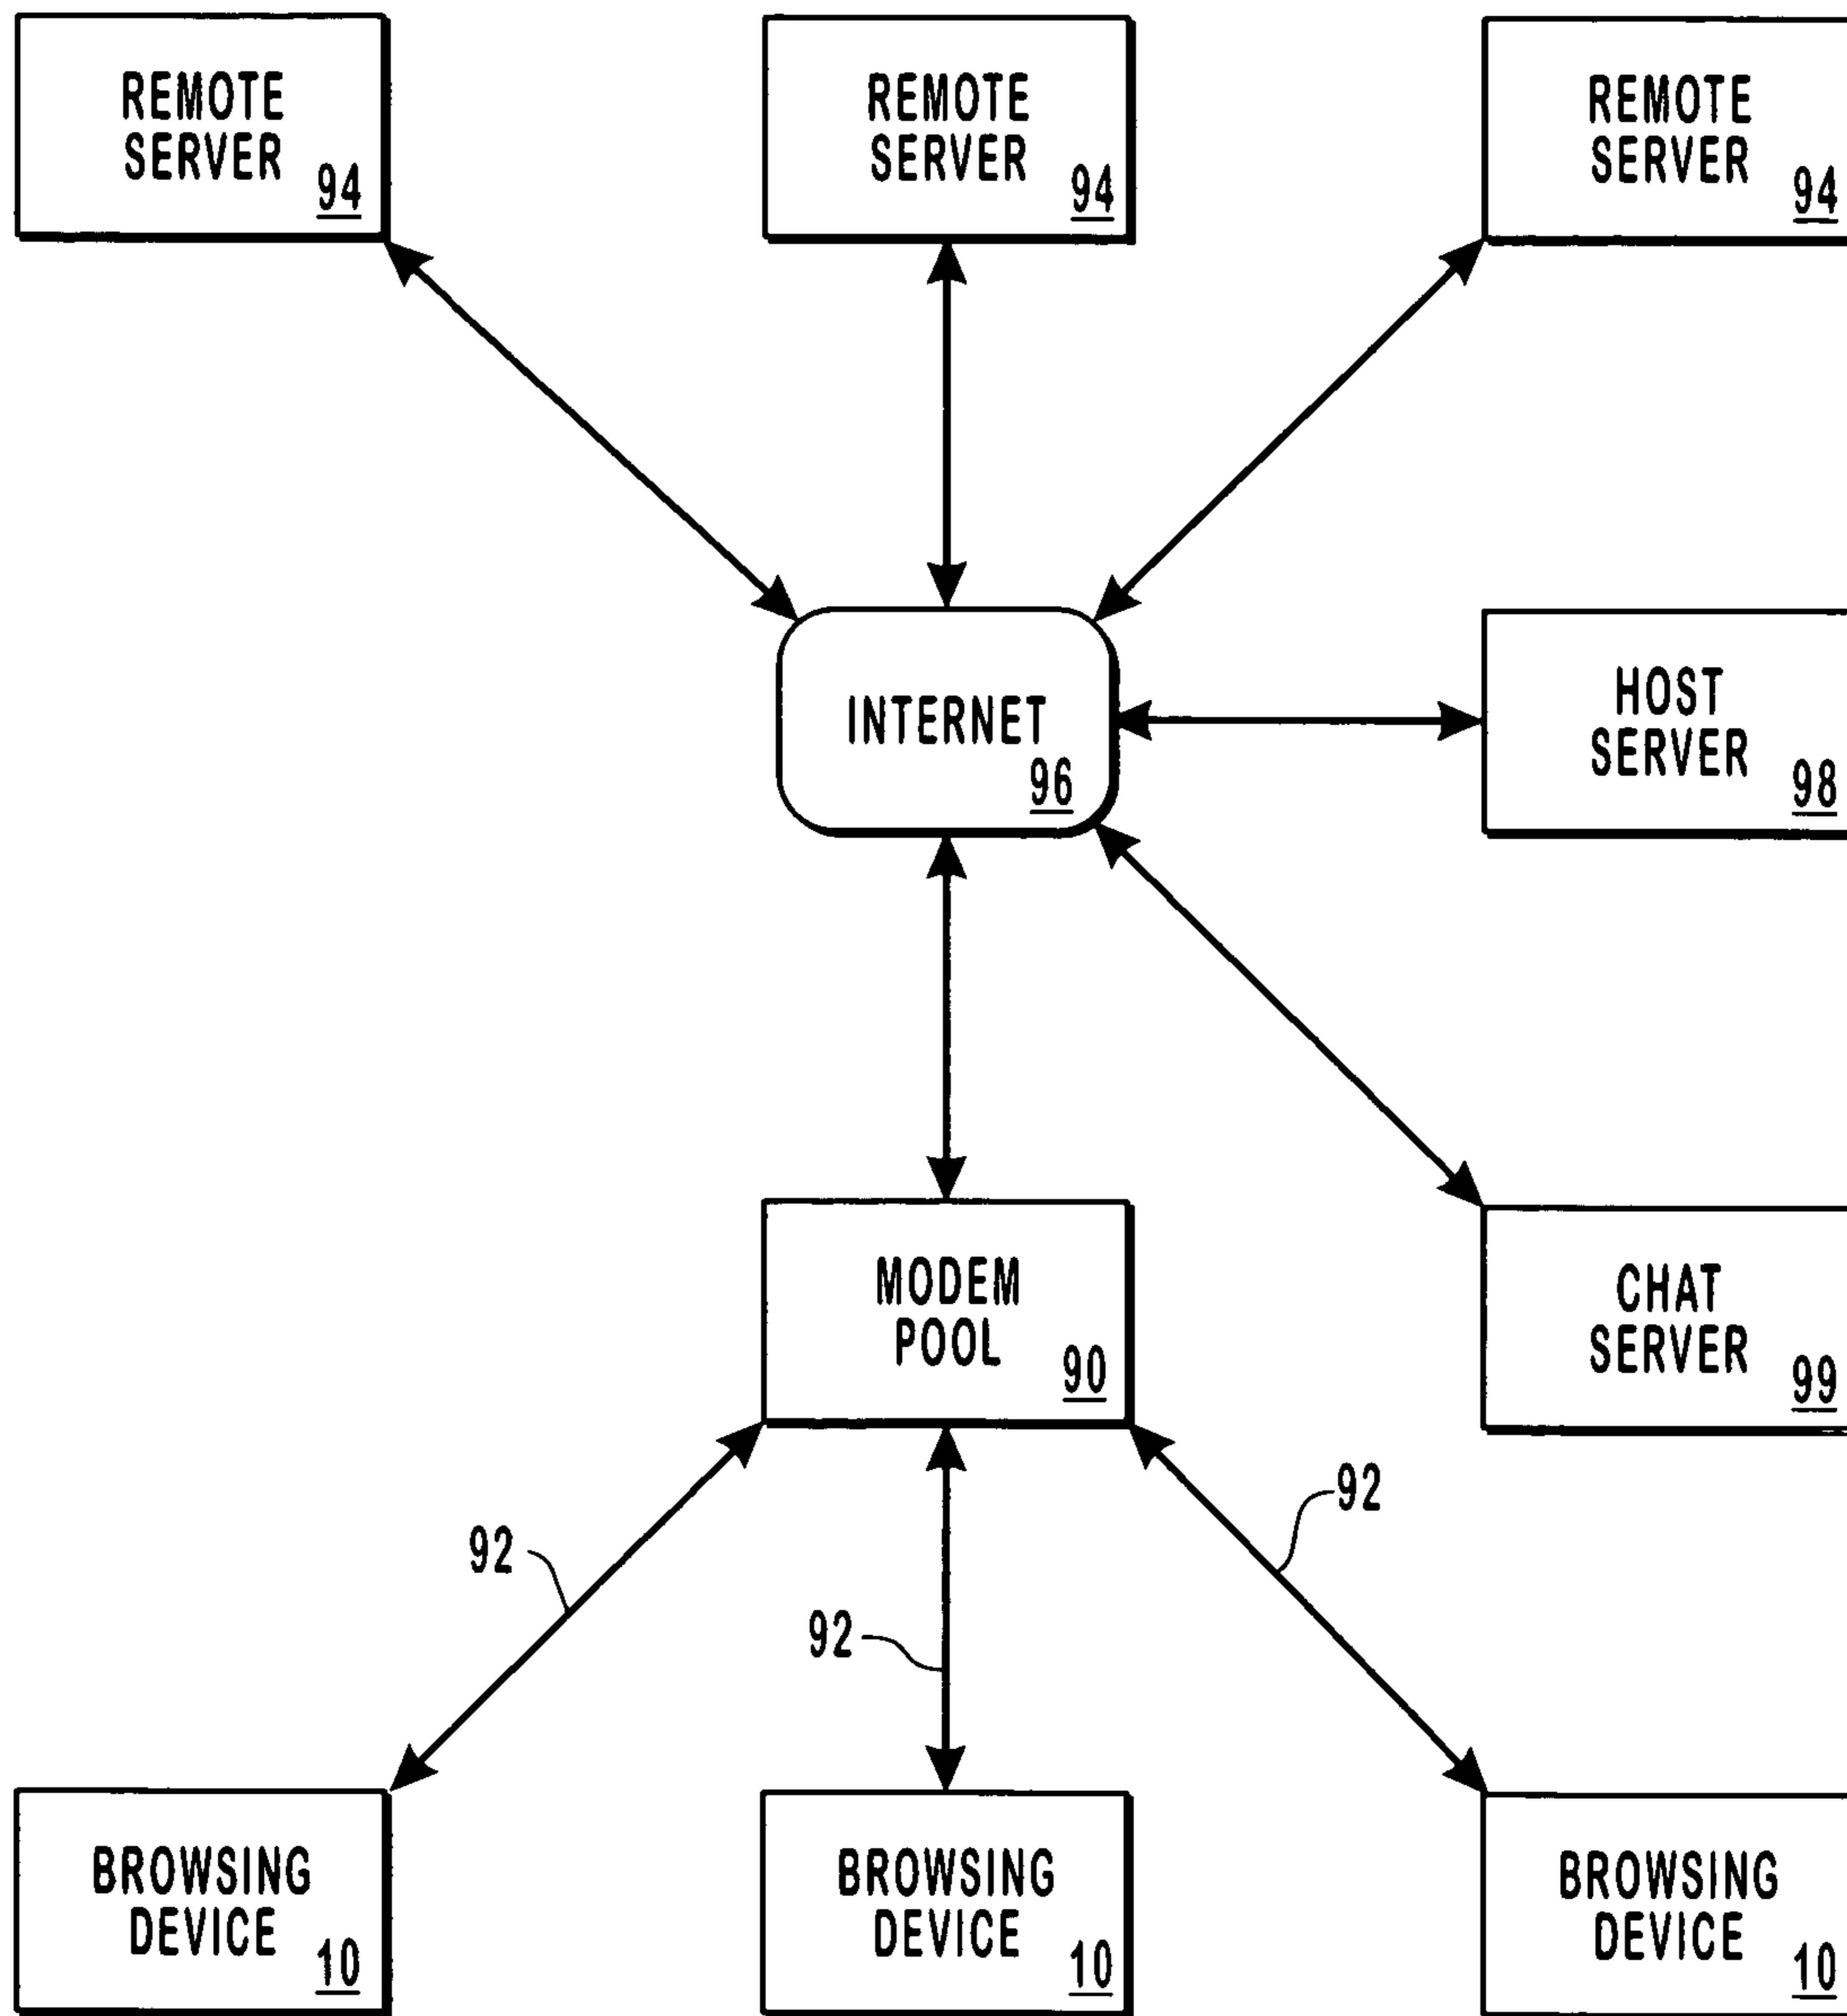 REMOTE
SERVER
94
REMOTE
SERVER
94
REMOTE
SERVER
94
INTERNET
96
HOST
SERVER
98
MODEM
POOL
90
CHAT
SERVER
99
92
92
92
BROWSING
DEVICE
10
BROWSING
DEVICE
10
BROWSING
DEVICE
10